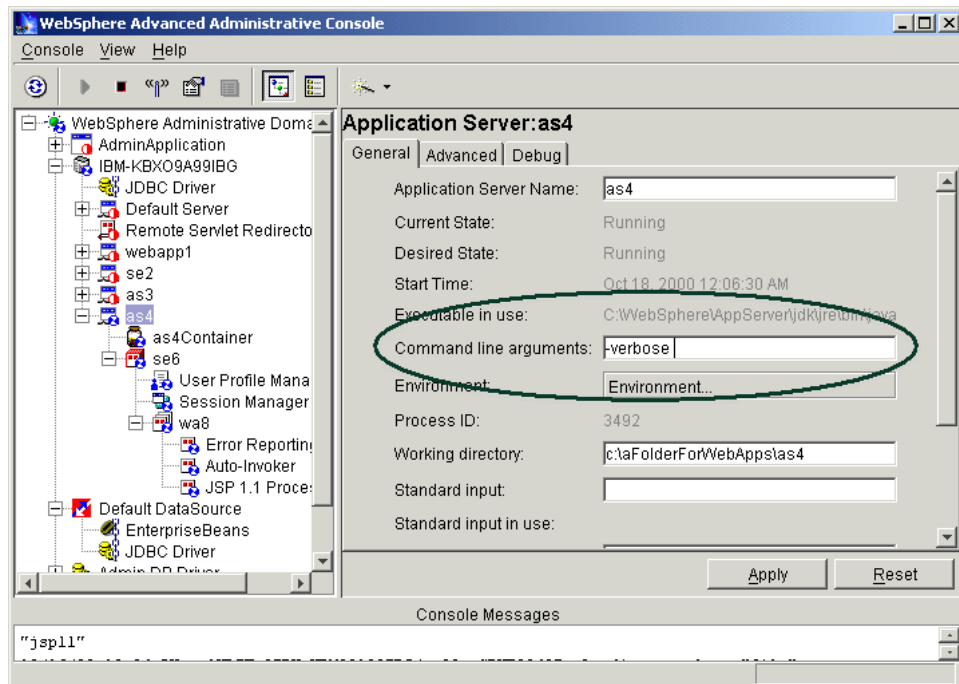 WebSphere Advanced Administrative Console
Console View Help
WebSphere Administrative Doma
AdminApplication
IBM-KBXO9A99IBG
JDBC Driver
Default Server
Remote Servlet Redirecto
webapp1
se2
as3
as4
as4Container
se6
User Profile Mana
Session Manager
wa8
Error Reporting
Auto-Invoker
JSP 1.1 Proces
Default DataSource
EnterpriseBeans
JDBC Driver
Admin DB Driver
Application Server:as4
General Advanced Debug
Application Server Name: as4
Current State: Running
Desired State: Running
Start Time: Oct 18, 2000 12:06:30 AM
Executable in use: C:\WebSphere\AppServer\jdk\jre\bin\java
Command line arguments: -verbose
Environment: Environment...
Process ID: 3492
Working directory: c:\aFolderForWebApps\as4
Standard input:
Standard input in use:
Apply Reset
Console Messages
"jsp11"